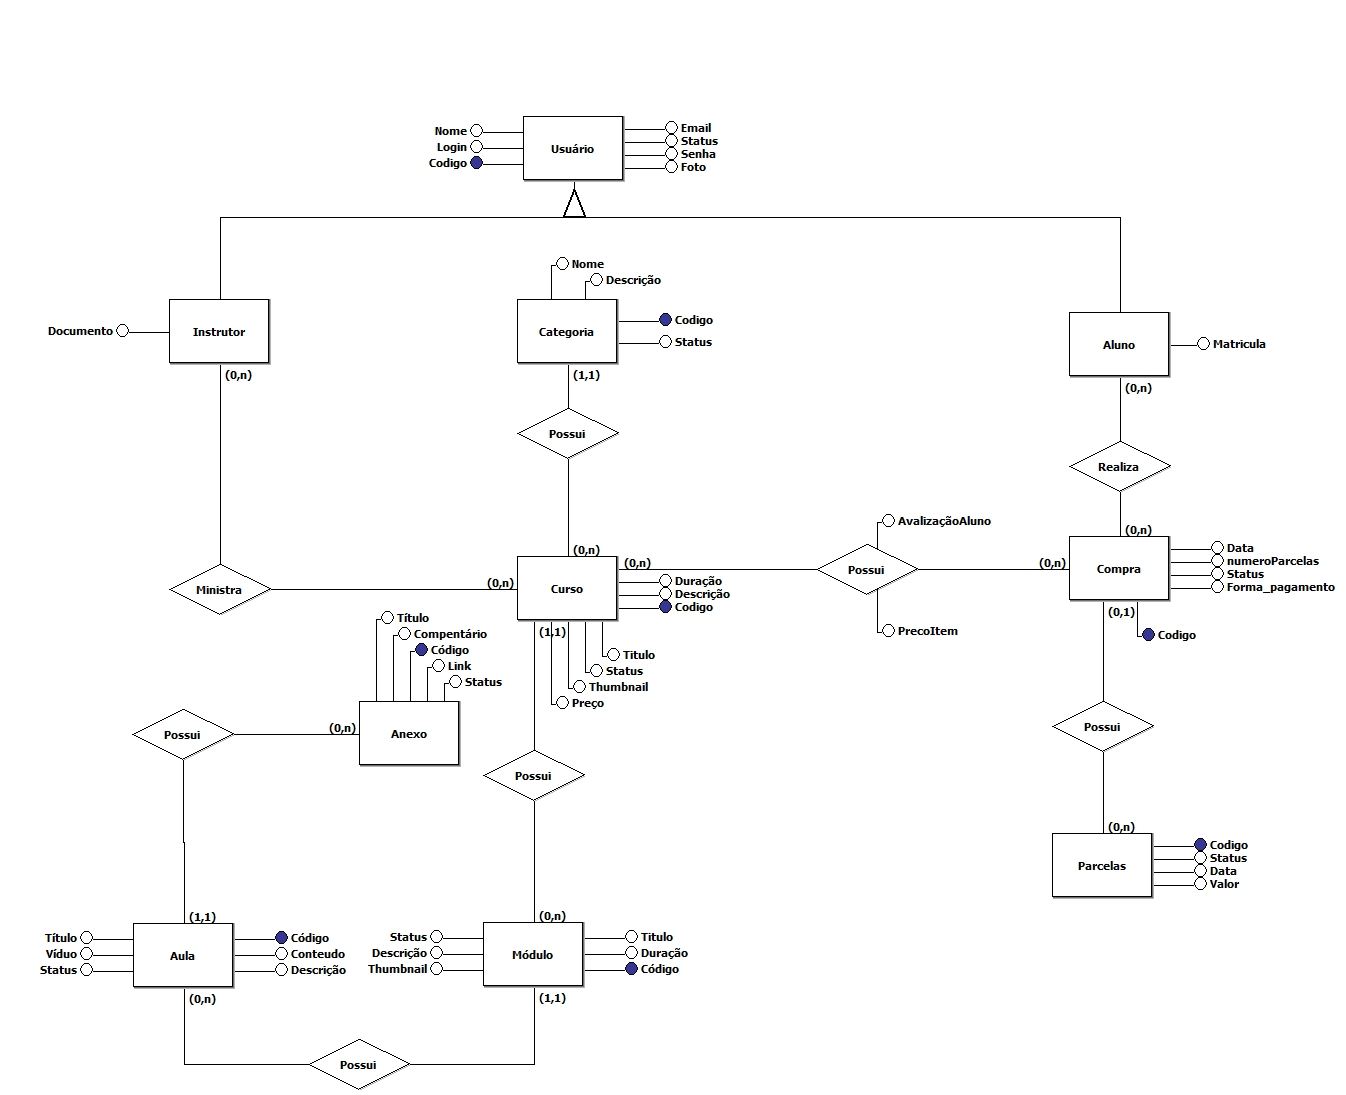 Nome
Login
Codigo
Usuário
Email
Status
Senha
Foto
Nome
Descrição
Documento
Instrutor
(0,n)
Categoria
Codigo
Status
(1,1)
Aluno
Matricula
(0,n)
Possui
Realiza
AvalizaçãoAluno
(0,n)
(0,n)
Ministra
(0,n)
Curso
(0,n)
Duração
Descrição
Codigo
(1,1)
Possui
(0,n)
Compra
Data
numeroParcelas
Status
Forma_pagamento
(0,1)
Codigo
PrecoItem
Título
Compentário
Código
Link
Status
Titulo
Status
Thumbnail
Preço
Possui
(0,n)
Anexo
Possui
Possui
(0,n)
Parcelas
Codigo
Status
Data
Valor
(1,1)
Título
Víduo
Status
Aula
Código
Conteudo
Descrição
(0,n)
(0,n)
Status
Descrição
Thumbnail
Módulo
Titulo
Duração
Código
(1,1)
Possui